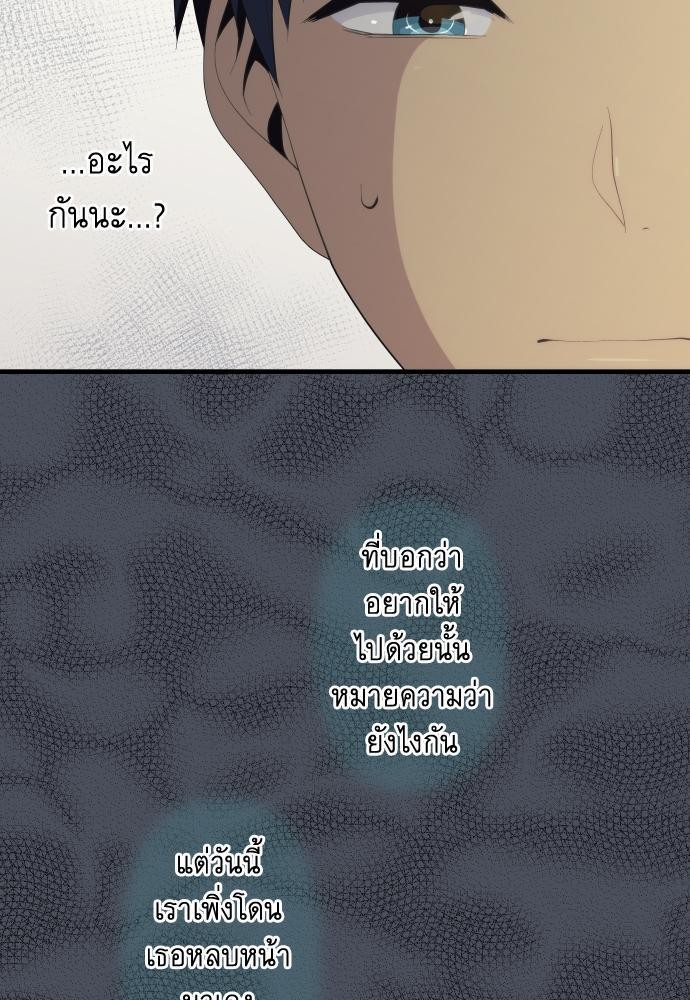 ...อะไร
กันนะ...?
ที่บอกว่า
อยากให้
ไปด้วยนั้น
หมายความว่า
ยังไงกัน
แต่วันนี้
เราเพิ่งโดน
เธอหลบหน้า